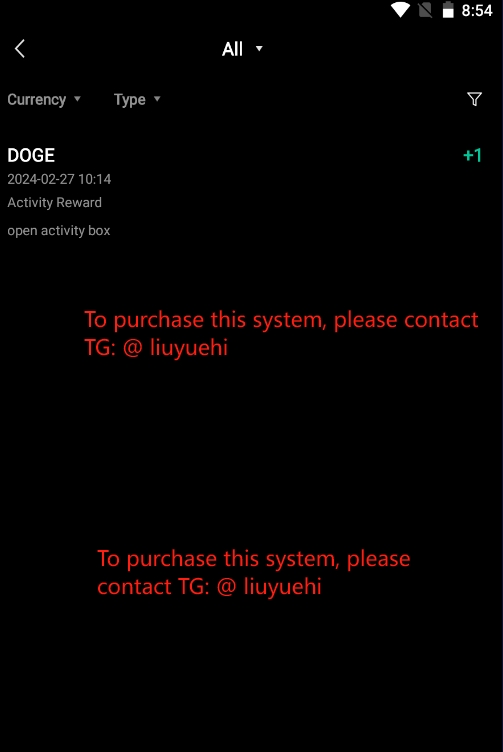 8:54
All
Currency Type
DOGE +1
2024-02-27 10:14
Activity Reward
open activity box
To purchase this system, please contact
TG: @ liuyuehi
To purchase this system, please
contact TG: @ liuyuehi